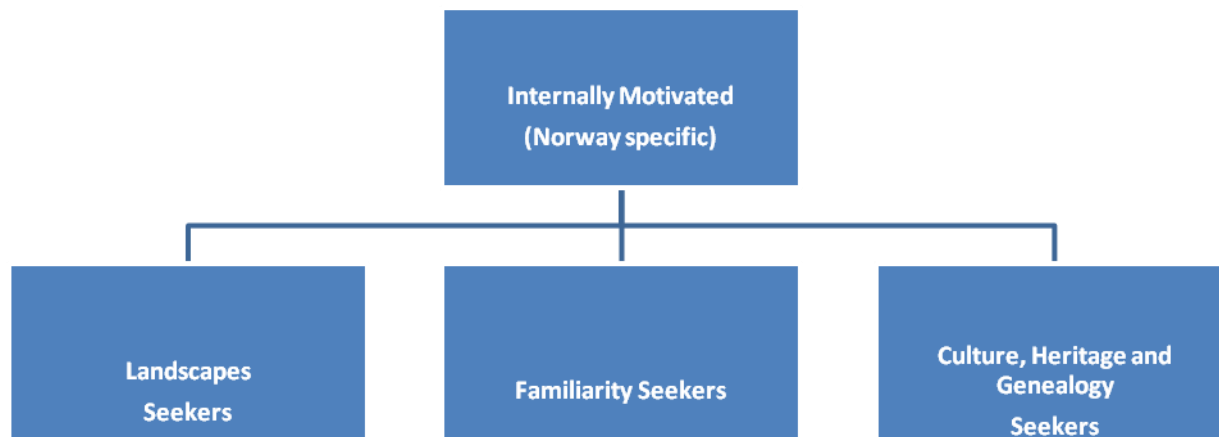 Internally Motivated
(Norway specific)
Landscapes
Seekers
Familiarity Seekers
Culture, Heritage and
Genealogy
Seekers